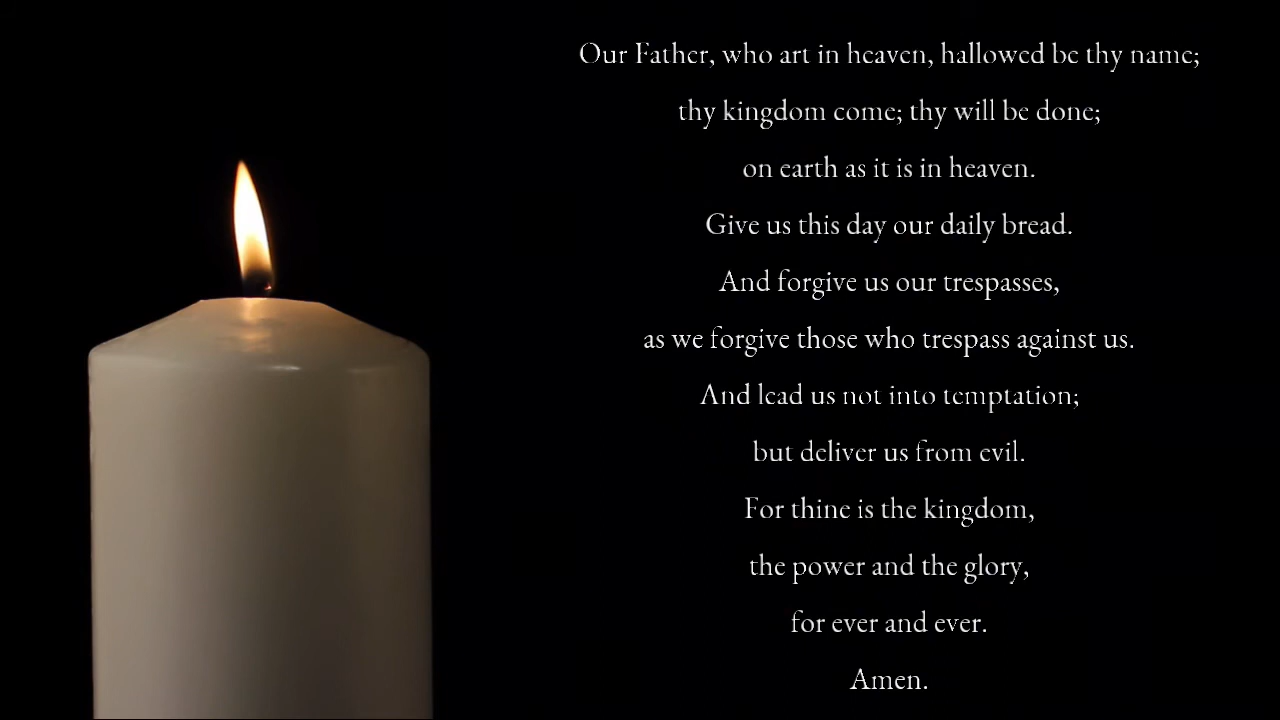 Our Father, who art in heaven, hallowed be thy name;
thy kingdom come; thy will be done;
on earth as it is in heaven.
Give us this day our daily bread.
And forgive us our trespasses,
as we forgive those who trespass against us.
And lead us not into temptation;
but deliver us from evil.
For thine is the kingdom,
the power and the glory,
for ever and ever.
Amen.